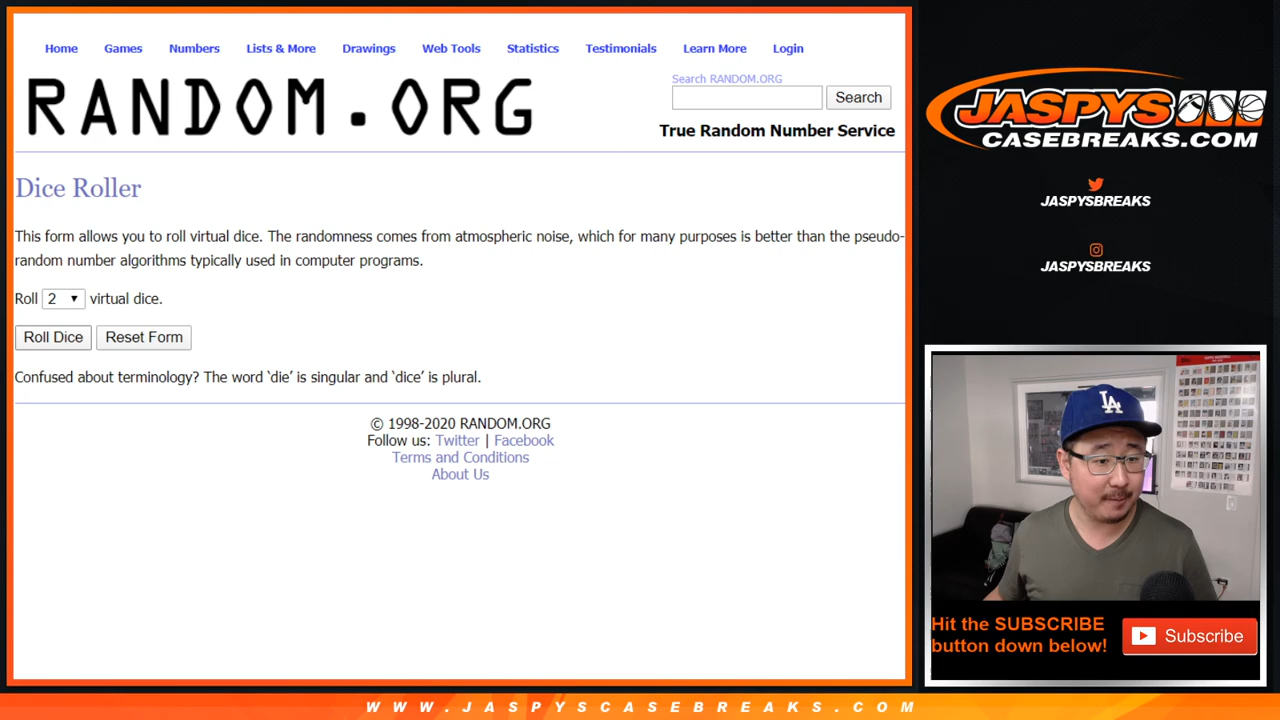 Home Games Numbers Lists & More Drawings Web Tools Statistics Testimonials Learn More Login
RANDOM.ORG
Search RANDOM.ORG
Search
True Random Number Service
Dice Roller
This form allows you to roll virtual dice. The randomness comes from atmospheric noise, which for many purposes is better than the pseudo-
random number algorithms typically used in computer programs.
Roll 2 virtual dice.
Roll Dice Reset Form
Confused about terminology? The word ‘die’ is singular and ‘dice’ is plural.
© 1998-2020 RANDOM.ORG
Follow us: Twitter | Facebook
Terms and Conditions
About Us
JASPYS
CASEBREAKS.COM
JASPYSBREAKS
JASPYSBREAKS
LA
Hit the SUBSCRIBE
button down below!
Subscribe
WWW.JASPYSCASEBREAKS.COM